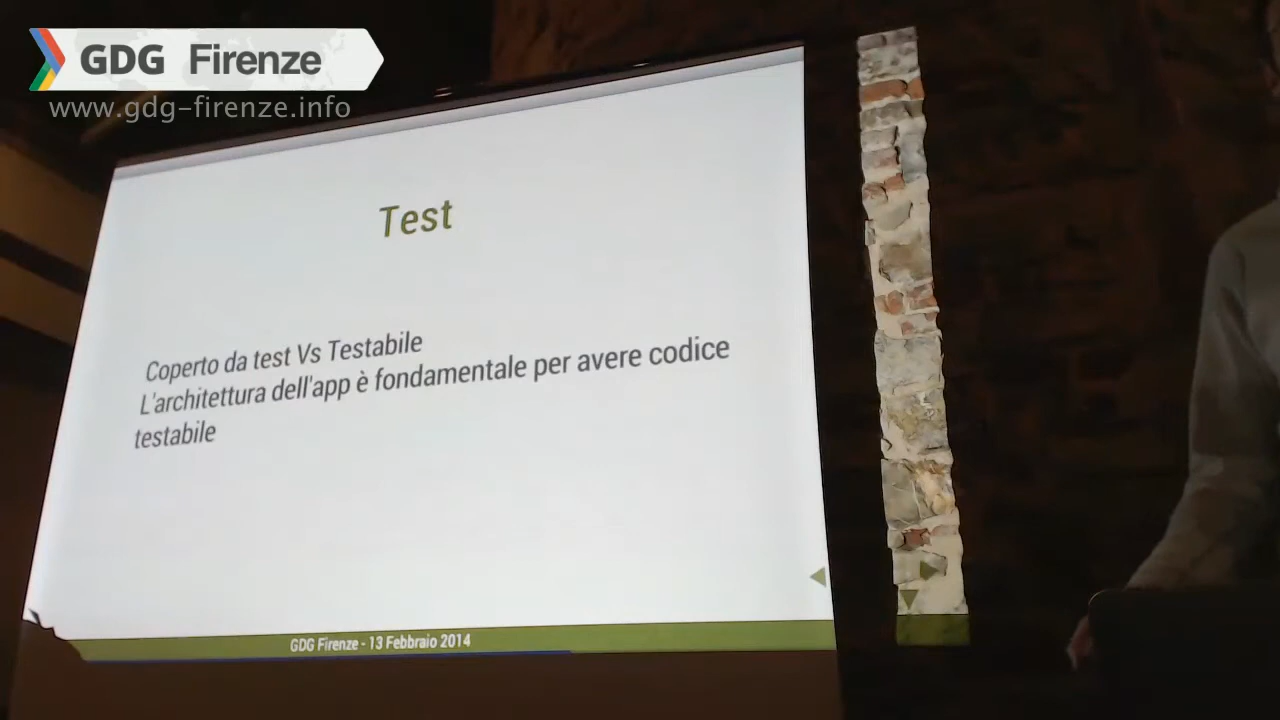 GDG Firenze
www.gdg-firenze.info
Test
Coperto da test Vs Testabile
L'architettura dell'app è fondamentale per avere codice
testabile
GDG Firenze - 13 Febbraio 2014